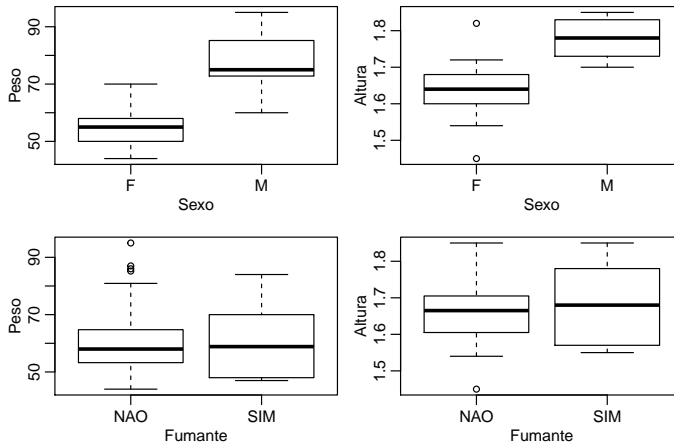 Peso
50
70
90
F
M
Sexo
Altura
1.5
1.6
1.7
1.8
F
M
Sexo
Peso
50
70
90
NAO
SIM
Fumante
Altura
1.5
1.6
1.7
1.8
NAO
SIM
Fumante